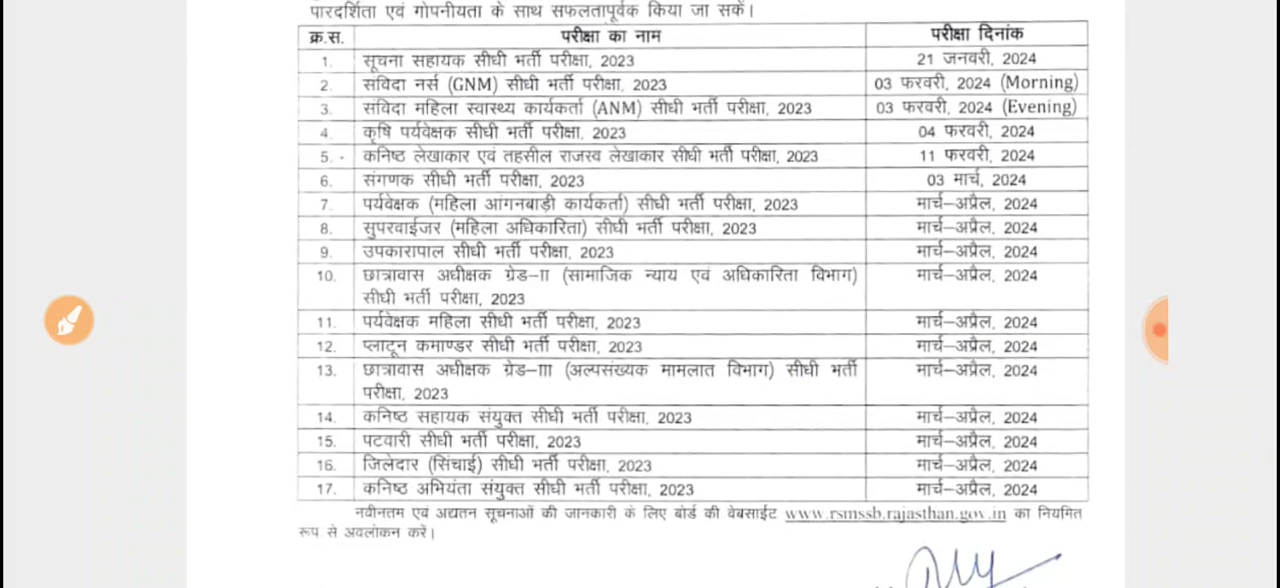 पारदर्शिता एवं गोपनीयता के साथ सफलतापूर्वक किया जा सकें।
क्र.स. परीक्षा का नाम परीक्षा दिनांक
1. सूचना सहायक सीधी भर्ती परीक्षा, 2023 21 जनवरी, 2024
2. संविदा नर्स (GNM) सीधी भर्ती परीक्षा, 2023 03 फरवरी, 2024 (Morning)
3. संविदा महिला स्वास्थ्य कार्यकर्ता (ANM) सीधी भर्ती परीक्षा, 2023 03 फरवरी, 2024 (Evening)
4. कृषि पर्यवेक्षक सीधी भर्ती परीक्षा, 2023 04 फरवरी, 2024
5. कनिष्ठ लेखाकार एवं तहसील राजस्व लेखाकार सीधी भर्ती परीक्षा, 2023 11 फरवरी, 2024
6. संगणक सीधी भर्ती परीक्षा, 2023 03 मार्च, 2024
7. पर्यवेक्षक (महिला आंगनबाड़ी कार्यकर्ता) सीधी भर्ती परीक्षा, 2023 मार्च–अप्रैल, 2024
8. सुपरवाईजर (महिला अधिकारिता) सीधी भर्ती परीक्षा, 2023 मार्च–अप्रैल, 2024
9. उपकारापाल सीधी भर्ती परीक्षा, 2023 मार्च–अप्रैल, 2024
10. छात्रावास अधीक्षक ग्रेड–II (सामाजिक न्याय एवं अधिकारिता विभाग) मार्च–अप्रैल, 2024
सीधी भर्ती परीक्षा, 2023
11. पर्यवेक्षक महिला सीधी भर्ती परीक्षा, 2023 मार्च–अप्रैल, 2024
12. प्लाटून कमाण्डर सीधी भर्ती परीक्षा, 2023 मार्च–अप्रैल, 2024
13. छात्रावास अधीक्षक ग्रेड–III (अल्पसंख्यक मामलात विभाग) सीधी भर्ती मार्च–अप्रैल, 2024
परीक्षा, 2023
14. कनिष्ठ सहायक संयुक्त सीधी भर्ती परीक्षा, 2023 मार्च–अप्रैल, 2024
15. पटवारी सीधी भर्ती परीक्षा, 2023 मार्च–अप्रैल, 2024
16. जिलेदार (सिंचाई) सीधी भर्ती परीक्षा, 2023 मार्च–अप्रैल, 2024
17. कनिष्ठ अभियंता संयुक्त सीधी भर्ती परीक्षा, 2023 मार्च–अप्रैल, 2024
नवीनतम एवं अद्यतन सूचनाओं की जानकारी के लिए बोर्ड की वेबसाईट www.rsmssb.rajasthan.gov.in का नियमित
रूप से अवलोकन करें।